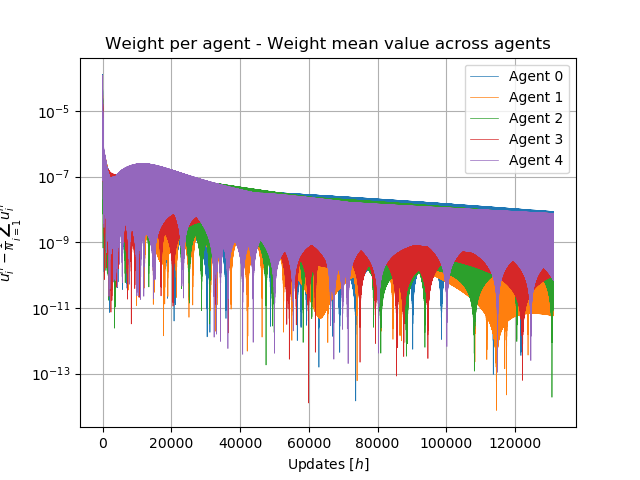 Weight per agent - Weight mean value across agents
Agent 0
Agent 1
Agent 2
Agent 3
Agent 4
10⁻⁵
10⁻⁷
10⁻⁹
10⁻¹¹
10⁻¹³
0 20000 40000 60000 80000 100000 120000
Updates [h]